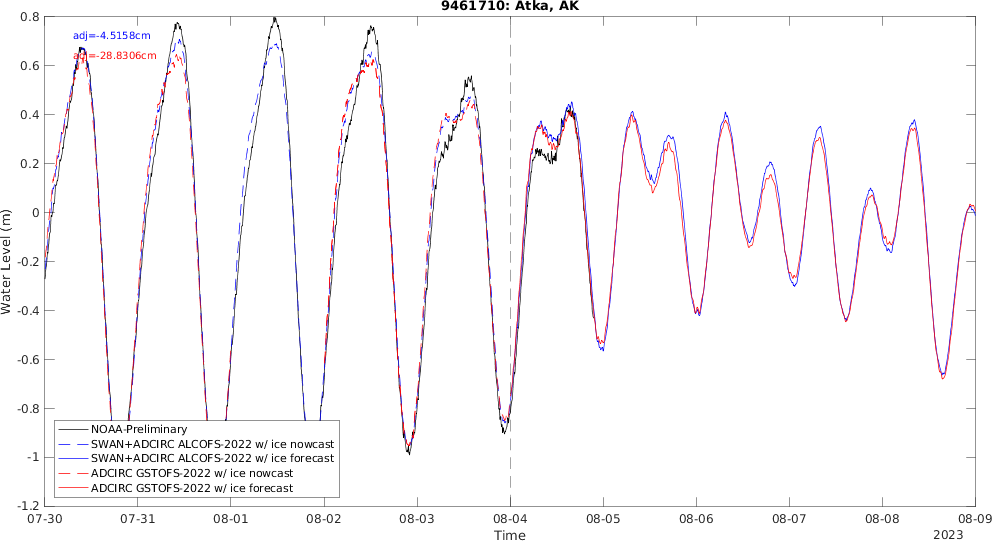 9461710: Atka, AK
adj=-4.5158cm
adj=-28.8306cm
0.8
0.6
0.4
0.2
0
-0.2
-0.4
-0.6
-0.8
-1
-1.2
Water Level (m)
NOAA-Preliminary
SWAN+ADCIRC ALCOFS-2022 w/ ice nowcast
SWAN+ADCIRC ALCOFS-2022 w/ ice forecast
ADCIRC GSTOFS-2022 w/ ice nowcast
ADCIRC GSTOFS-2022 w/ ice forecast
07-30 07-31 08-01 08-02 08-03 08-04 08-05 08-06 08-07 08-08 08-09
Time
2023